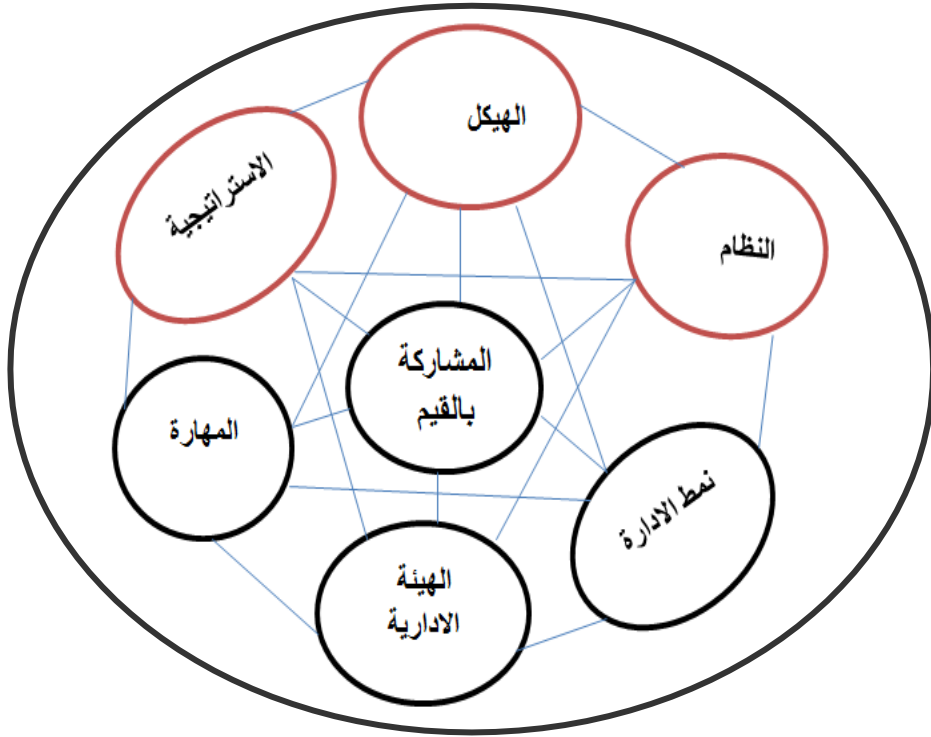 الهيكل
الاستراتيجية
النظام
المشاركة
بالقيم
المهارة
نمط الادارة
الهيئة
الادارية